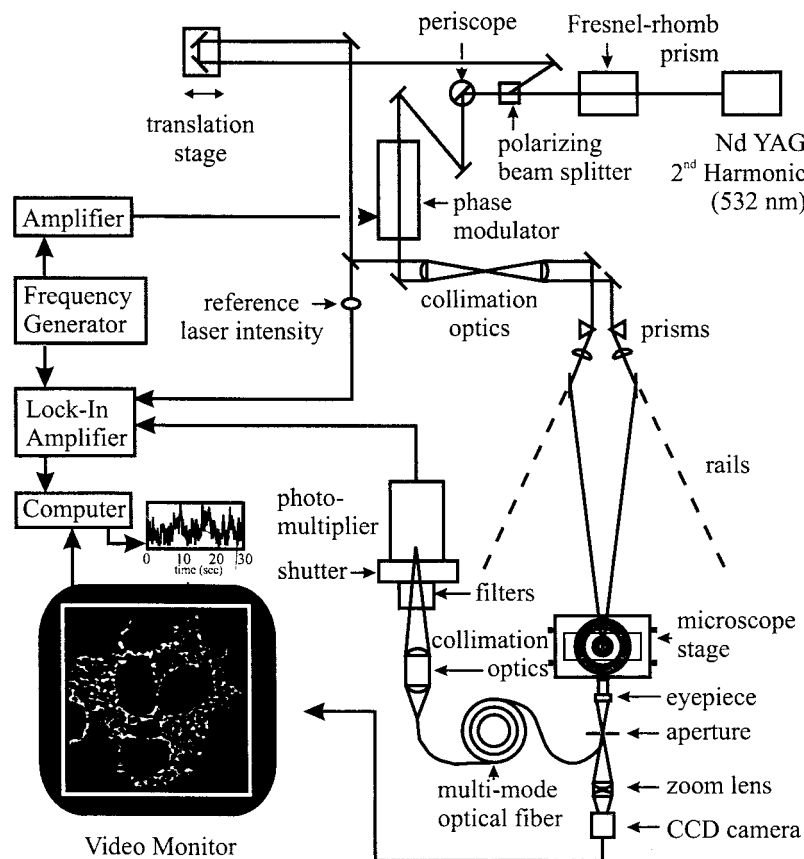 periscope
Fresnel-rhomb
prism
translation
stage
polarizing
beam splitter
Nd YAG
2nd Harmonic
(532 nm)
Amplifier
phase
modulator
Frequency
Generator
reference
laser intensity
collimation
optics
prisms
Lock-In
Amplifier
rails
photo-
multiplier
Computer
0 10 20 30
time (sec)
shutter
filters
microscope
stage
collimation
optics
eyepiece
aperture
multi-mode
optical fiber
zoom lens
CCD camera
Video Monitor